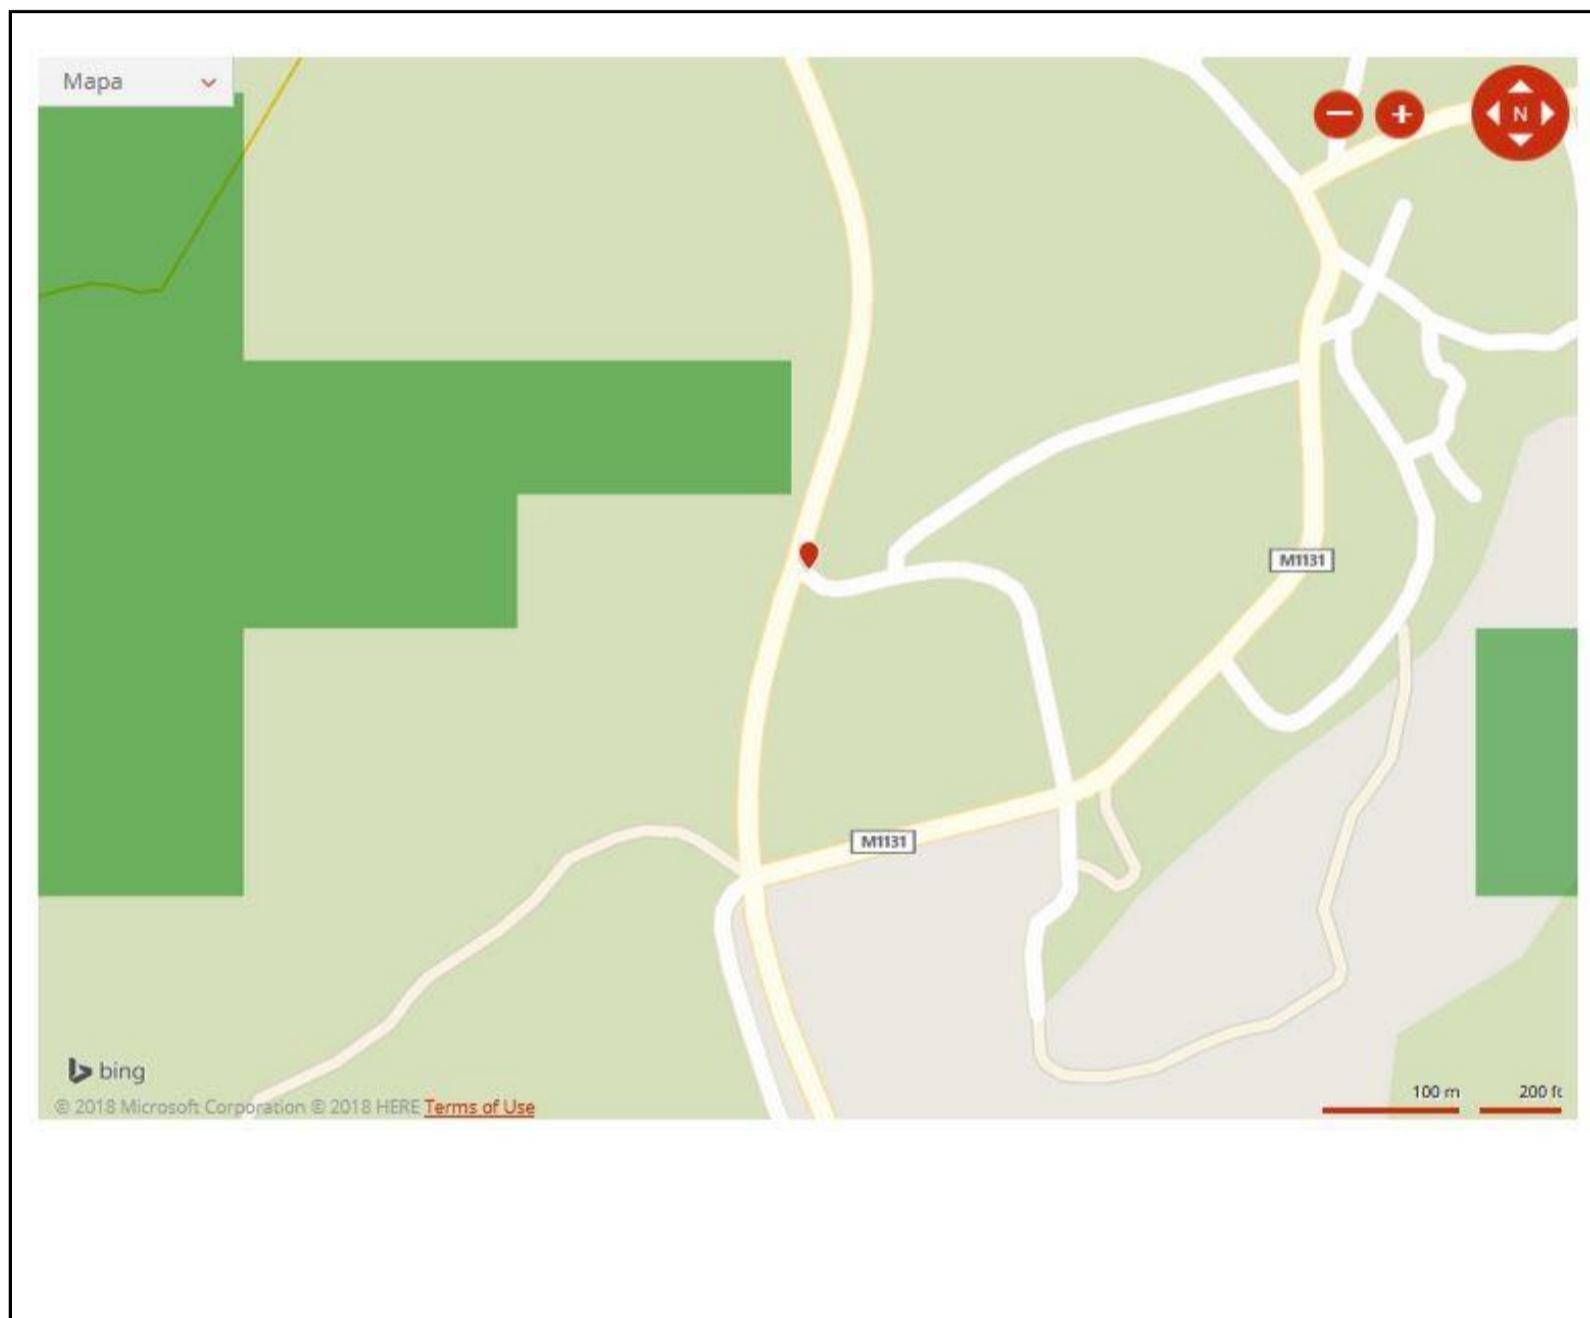 Mapa
N
M1131
M1131
bing
© 2018 Microsoft Corporation © 2018 HERE Terms of Use
100 m 200 ft